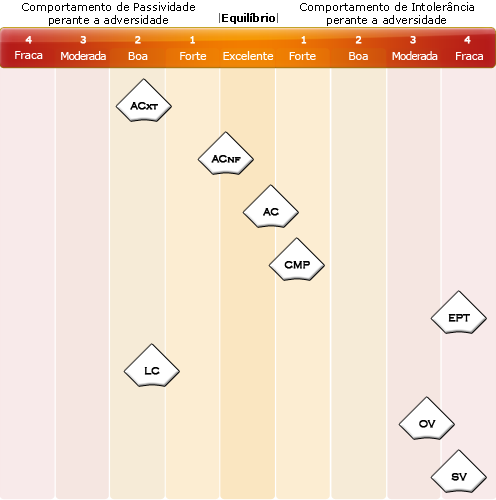 Comportamento de Passividade
perante a adversidade
|Equilíbrio|
Comportamento de Intolerância
perante a adversidade
4 3 2 1 1 2 3 4
Fraca Moderada Boa Forte Excelente Forte Boa Moderada Fraca
ACXT
ACNF
AC
CMP
EPT
LC
OV
SV